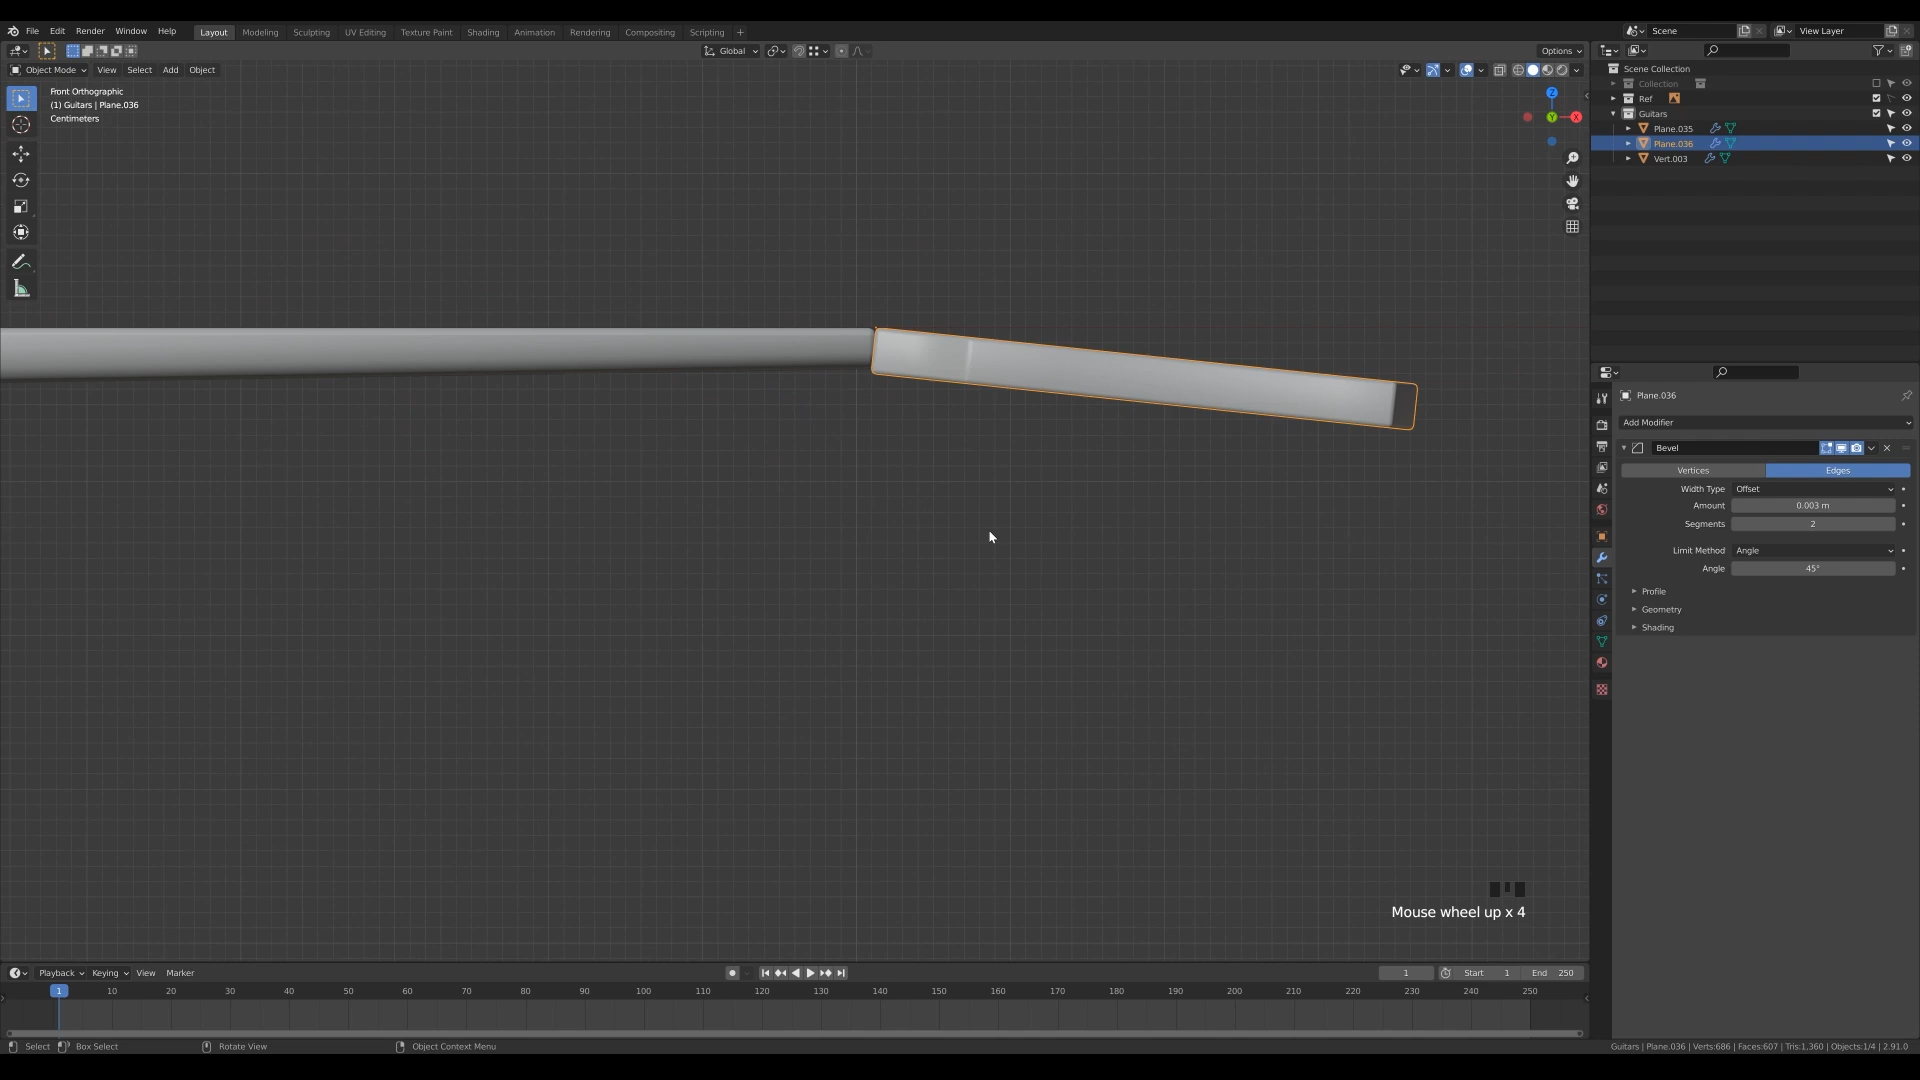 File Edit Render Window Help Layout Modeling Sculpting UV Editing Texture Paint Shading Animation Rendering Compositing Scripting + Scene View Layer
Global Options
Object Mode View Select Add Object
Front Orthographic
(1) Guitars | Plane.036
Centimeters
Z
Y
X
Scene Collection
Collection
Ref
Guitars
Plane.035
Plane.036
Vert.003
Plane.036
Add Modifier
Bevel
Vertices Edges
Width Type Offset
Amount 0.003 m
Segments 2
Limit Method Angle
Angle 45°
Profile
Geometry
Shading
Mouse wheel up x 4
Playback Keying View Marker 1 Start 1 End 250
1 10 20 30 40 50 60 70 80 90 100 110 120 130 140 150 160 170 180 190 200 210 220 230 240 250
Select Box Select Rotate View Object Context Menu Guitars | Plane.036 | Verts:686 | Faces:607 | Tris:1,360 | Objects:1/4 | 2.91.0